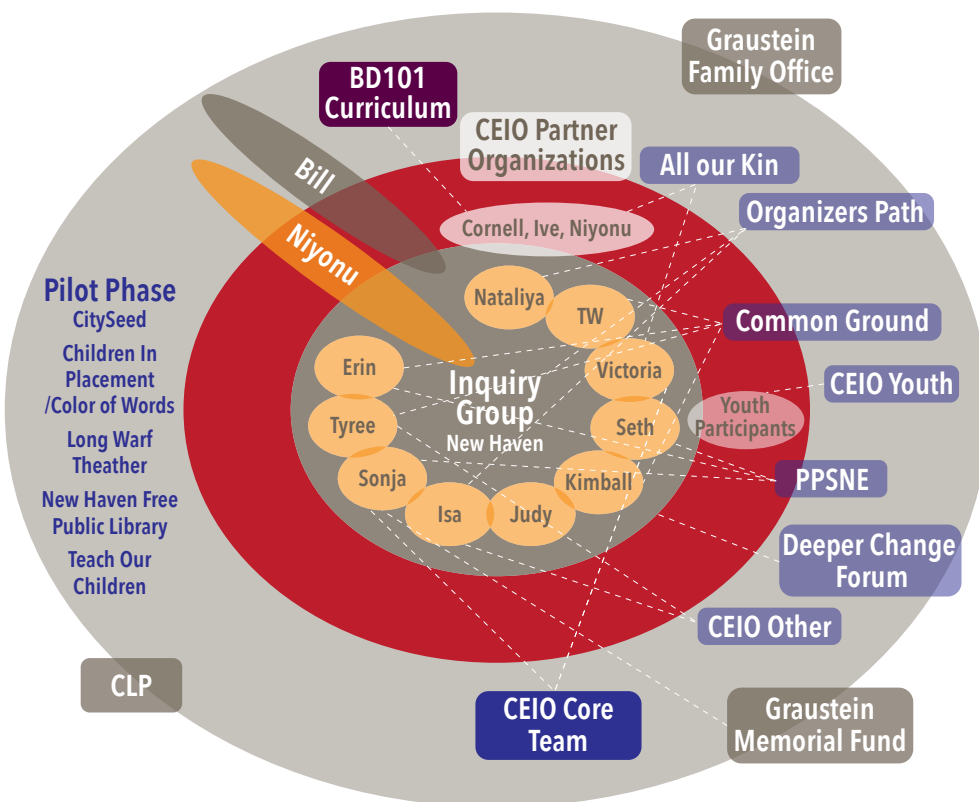 Graustein
Family Office
BD101
Curriculum
CEIO Partner
Organizations
All our Kin
Bill
Organizers Path
Cornell, Ive, Niyonu
Niyonu
Pilot Phase
CitySeed
Children In
Placement
/Color of Words
Long Warf
Theather
New Haven Free
Public Library
Teach Our
Children
Nataliya
TW
Common Ground
Erin
Victoria
Inquiry
Group
New Haven
CEIO Youth
Tyree
Seth
Youth
Participants
Sonja
Kimball
PPSNE
Isa
Judy
Deeper Change
Forum
CEIO Other
CLP
CEIO Core
Team
Graustein
Memorial Fund